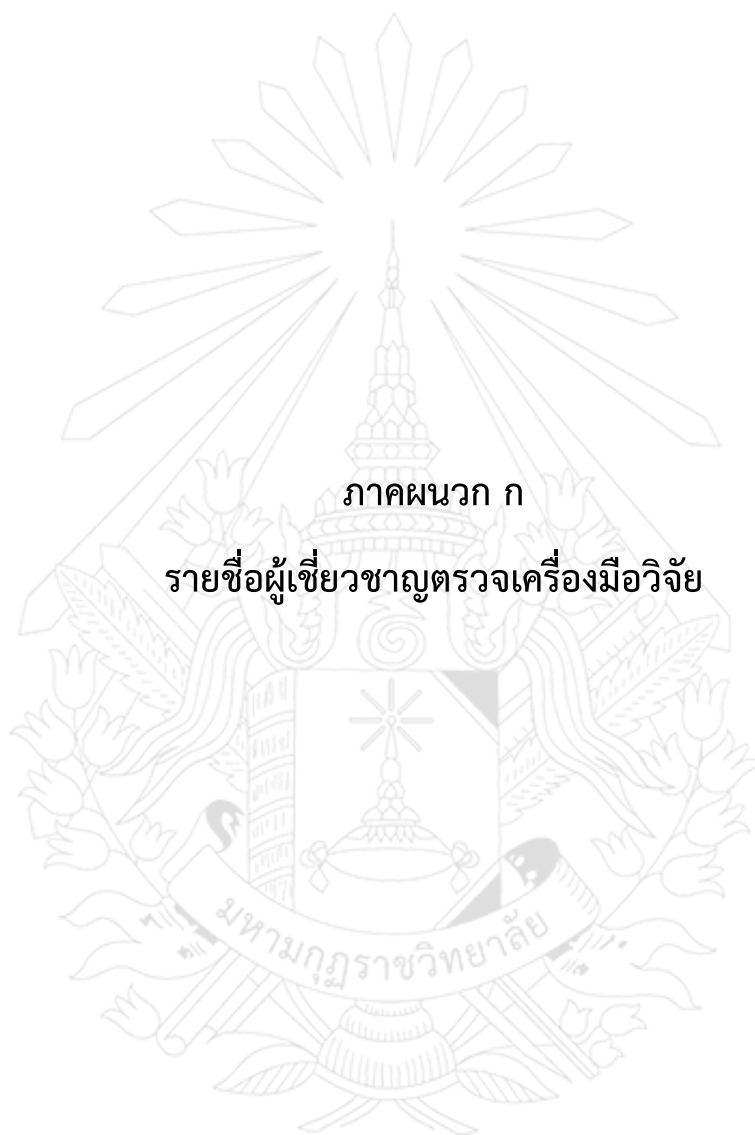 ภาคผนวก ก
รายชื่อผู้เชี่ยวชาญตรวจเครื่องมือวิจัย
มหามกุฏราชวิทยาลัย